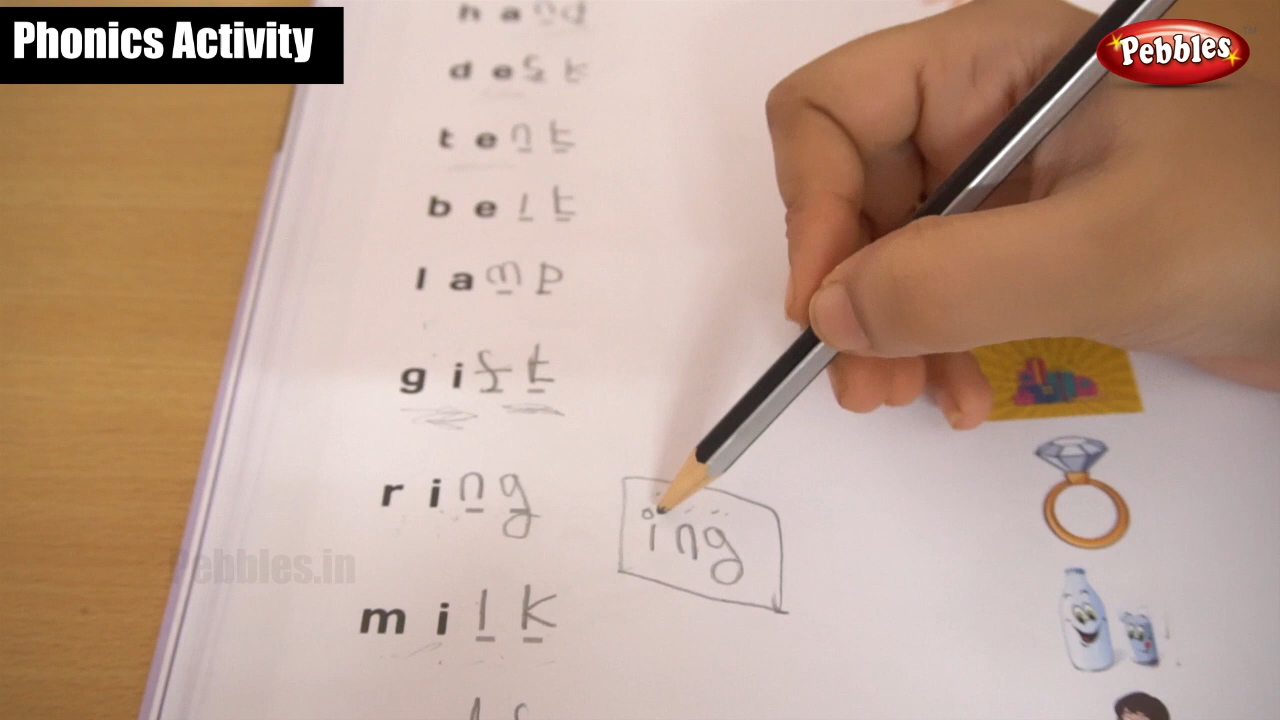 Phonics Activity
Pebbles
hand
desk
tent
belt
lamp
gift
ring
ing
Pebbles.in
milk